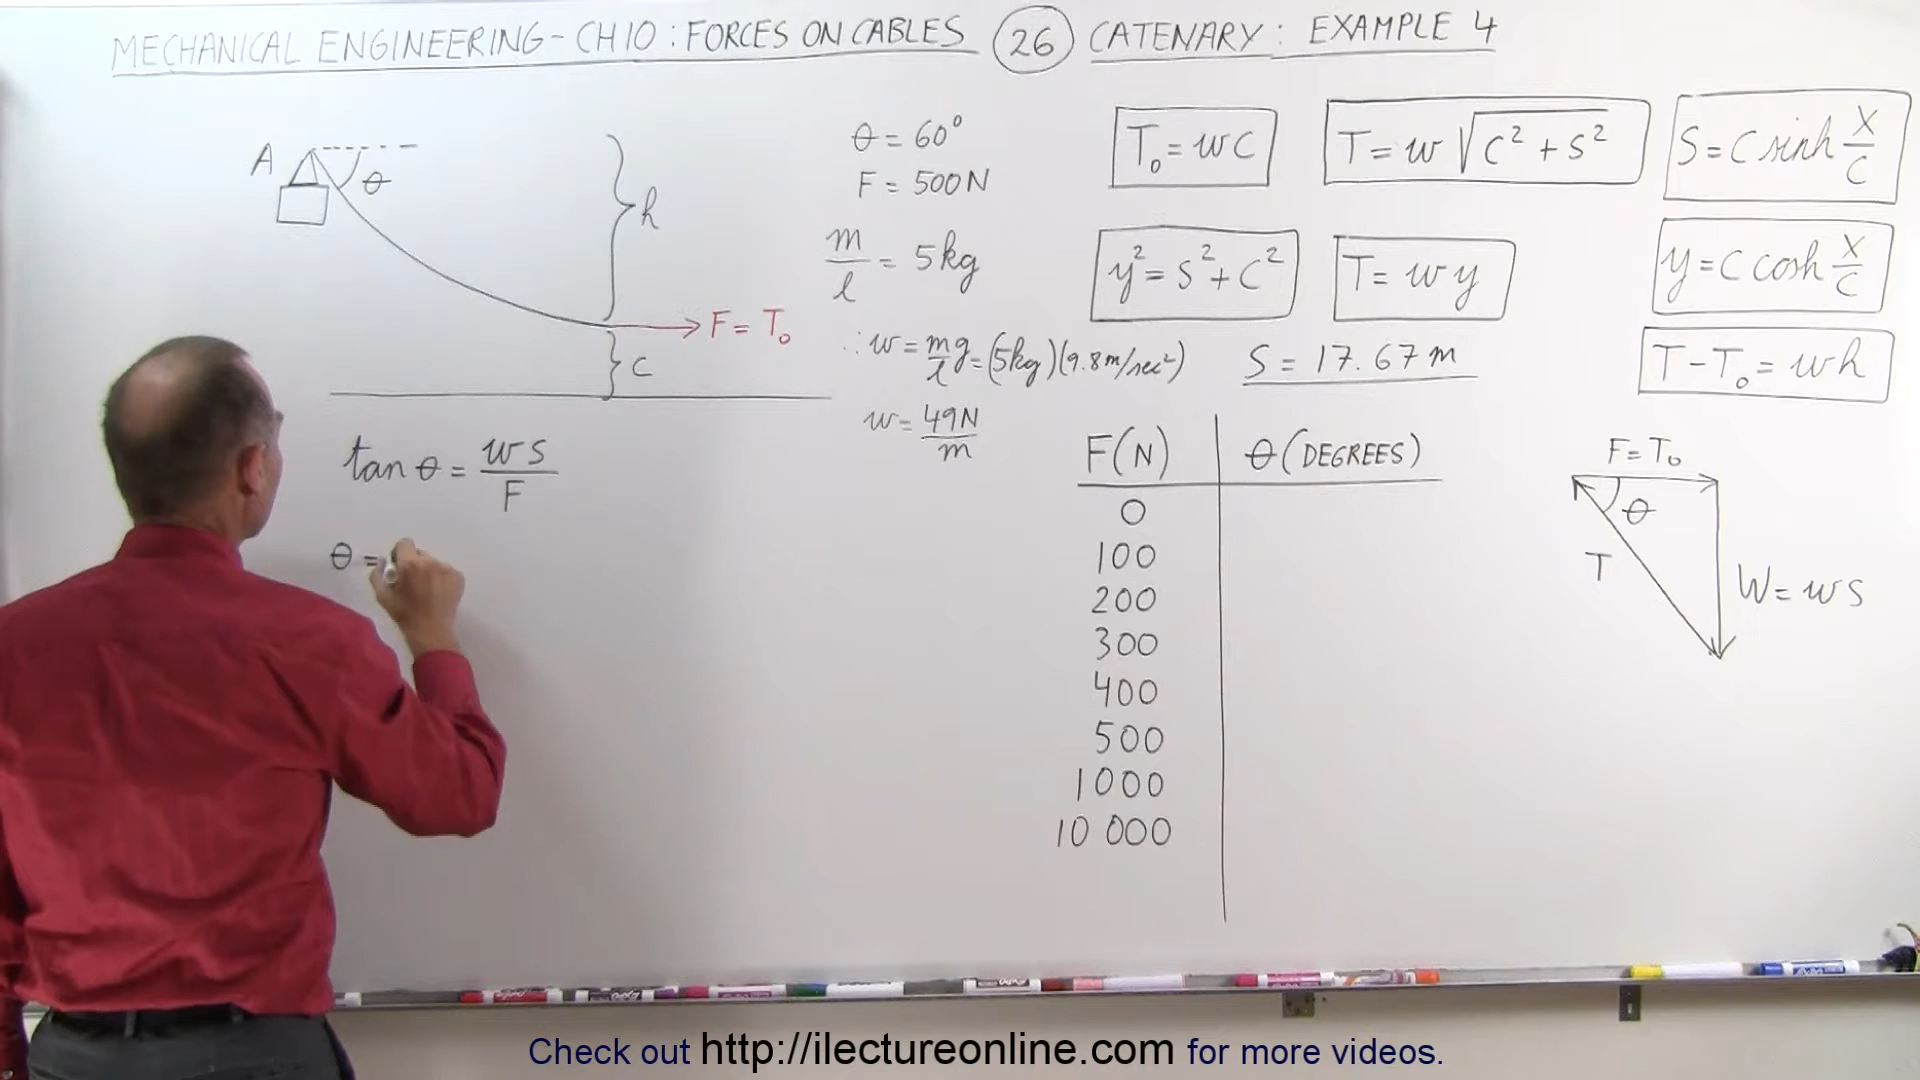 MECHANICAL ENGINEERING - CH 10 : FORCES ON CABLES 26 CATENARY : EXAMPLE 4
A
θ
h
F = T₀
c
θ = 60°
F = 500N
m/l = 5kg
∴ w = m/l g = (5kg)(9.8m/sec²)
w = 49N/m
T₀ = wc
T = w √(c² + s²)
S = c sinh x/c
y² = s² + c²
T = wy
y = c cosh x/c
S = 17.67m
T - T₀ = wh
tan θ = ws/F
θ =
F(N) θ (DEGREES)
0
100
200
300
400
500
1000
10 000
F = T₀
θ
T
W = ws
Check out http://ilectureonline.com for more videos.